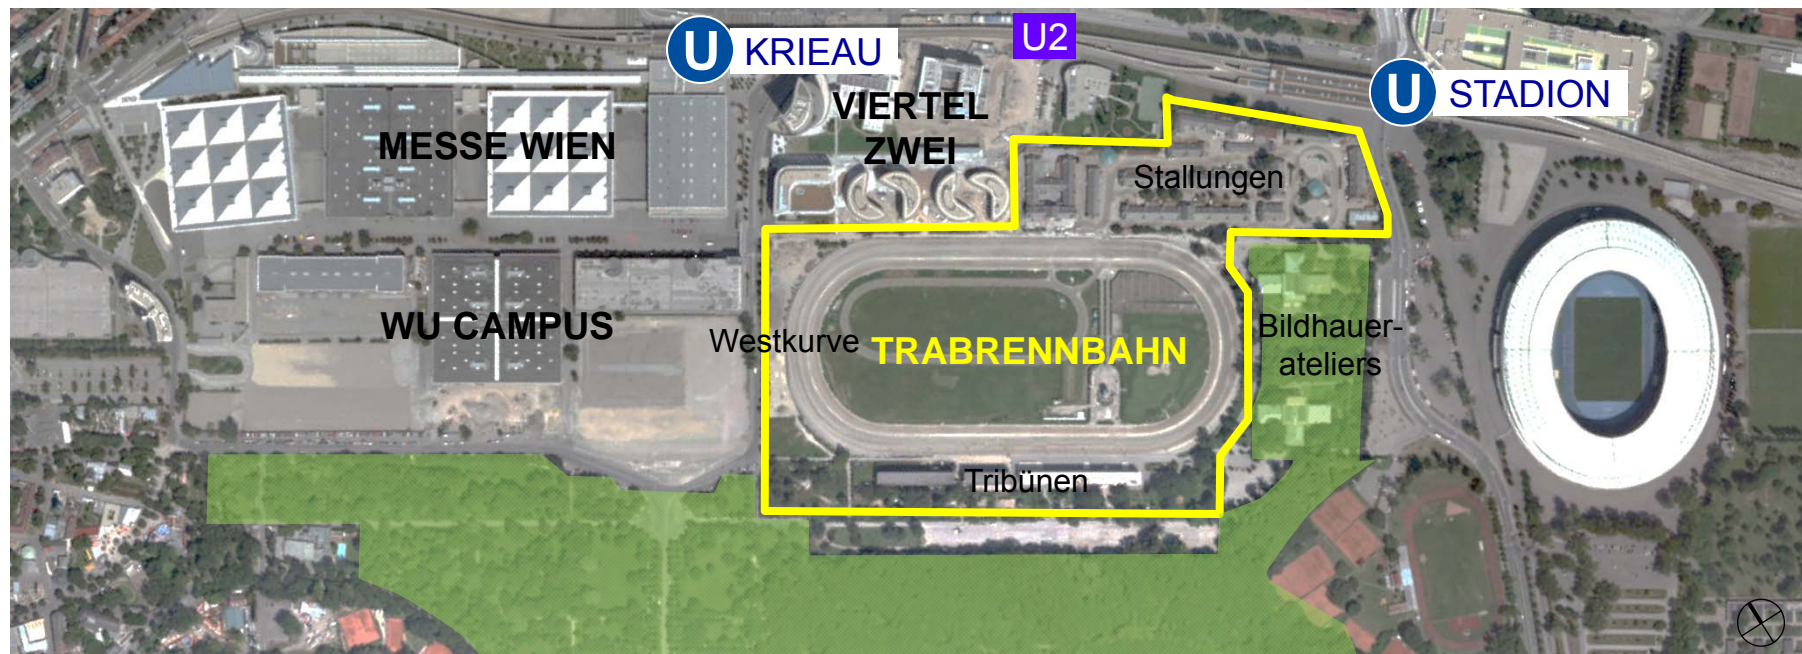 U KRIEAU
U2
U STADION
VIERTEL
ZWEI
MESSE WIEN
Stallungen
WU CAMPUS
Westkurve
TRABRENNBAHN
Bildhauer-
ateliers
Tribünen